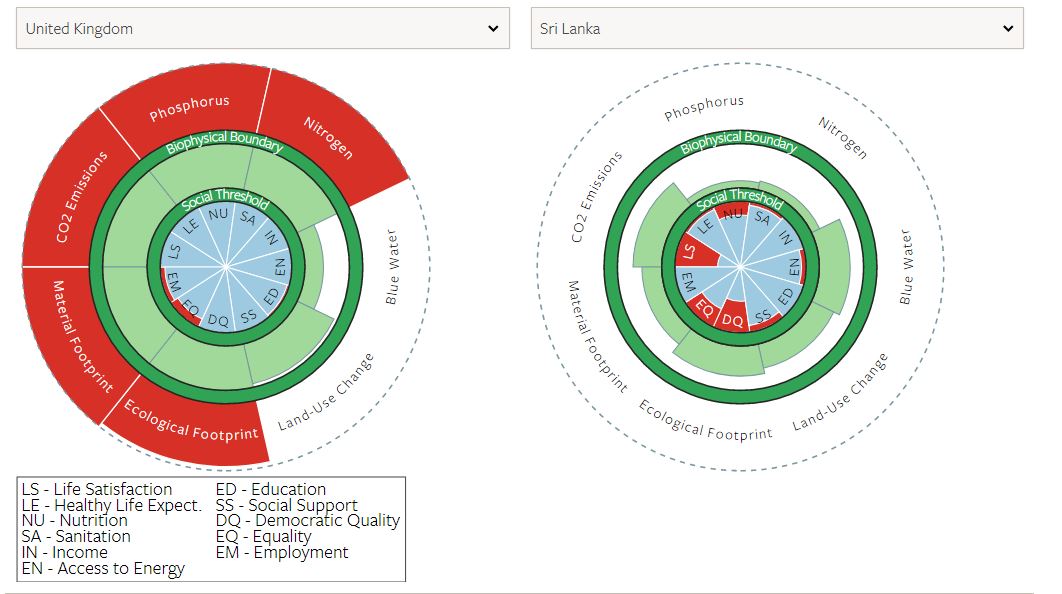 United Kingdom
Sri Lanka
Phosphorus
Nitrogen
CO2 Emissions
Biophysical Boundary
Social Threshold
Blue Water
Material Footprint
Land-Use Change
Ecological Footprint
LS
LE
NU
SA
IN
EN
ED
SS
DQ
EQ
EM
Phosphorus
Nitrogen
CO2 Emissions
Biophysical Boundary
Social Threshold
Blue Water
Material Footprint
Land-Use Change
Ecological Footprint
LS
LE
NU
SA
IN
EN
ED
SS
DQ
EQ
EM
LS - Life Satisfaction
LE - Healthy Life Expect.
NU - Nutrition
SA - Sanitation
IN - Income
EN - Access to Energy
ED - Education
SS - Social Support
DQ - Democratic Quality
EQ - Equality
EM - Employment